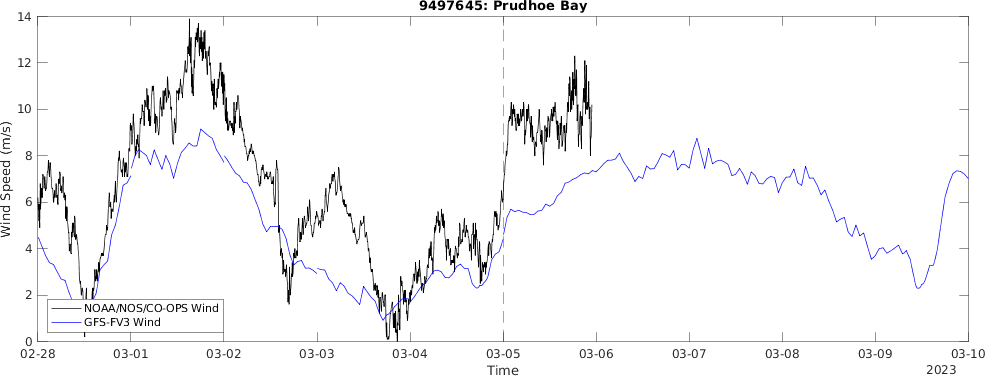 9497645: Prudhoe Bay
Wind Speed (m/s)
14
12
10
8
6
4
2
0
NOAA/NOS/CO-OPS Wind
GFS-FV3 Wind
02-28 03-01 03-02 03-03 03-04 03-05 03-06 03-07 03-08 03-09 03-10
Time
2023